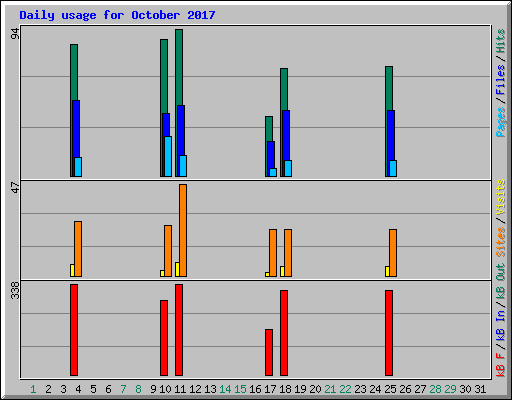 Daily usage for October 2017
94
47
338
Pages / Files / Hits
Sites / Visits
kB F / kB In / kB Out
1 2 3 4 5 6 7 8 9 10 11 12 13 14 15 16 17 18 19 20 21 22 23 24 25 26 27 28 29 30 31